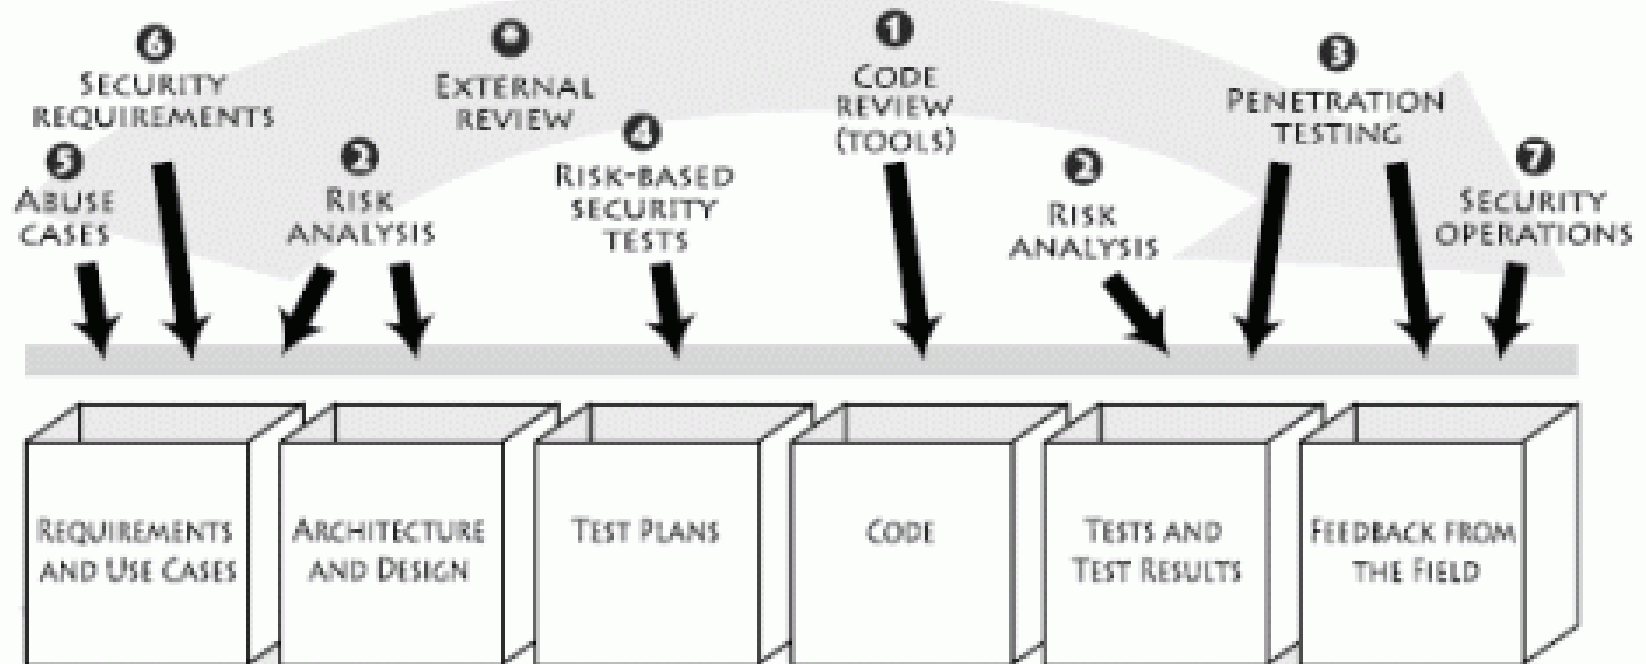 6
SECURITY
REQUIREMENTS
*
EXTERNAL
REVIEW
1
CODE
REVIEW
(TOOLS)
3
PENETRATION
TESTING
5
ABUSE
CASES
2
RISK
ANALYSIS
4
RISK-BASED
SECURITY
TESTS
2
RISK
ANALYSIS
7
SECURITY
OPERATIONS
REQUIREMENTS
AND USE CASES
ARCHITECTURE
AND DESIGN
TEST PLANS
CODE
TESTS AND
TEST RESULTS
FEEDBACK FROM
THE FIELD